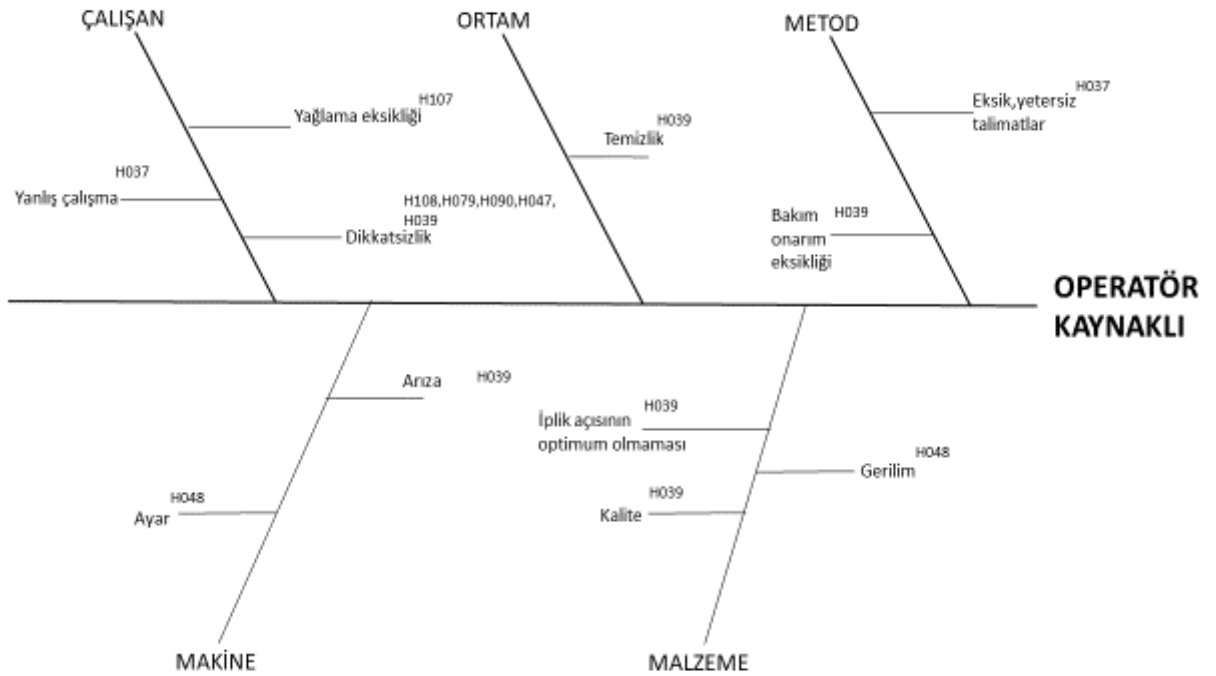 ÇALIŞAN
ORTAM
METOD
Yağlama eksikliği H107
H037
Yanlış çalışma
H108,H079,H090,H047,
H039
Dikkatsizlik
H039
Temizlik
H037
Eksik,yetersiz
talimatlar
Bakım H039
onarım
eksikliği
OPERATÖR
KAYNAKLI
Arıza H039
H048
Ayar
H039
İplik açısının
optimum olmaması
H048
Gerilim
H039
Kalite
MAKİNE
MALZEME